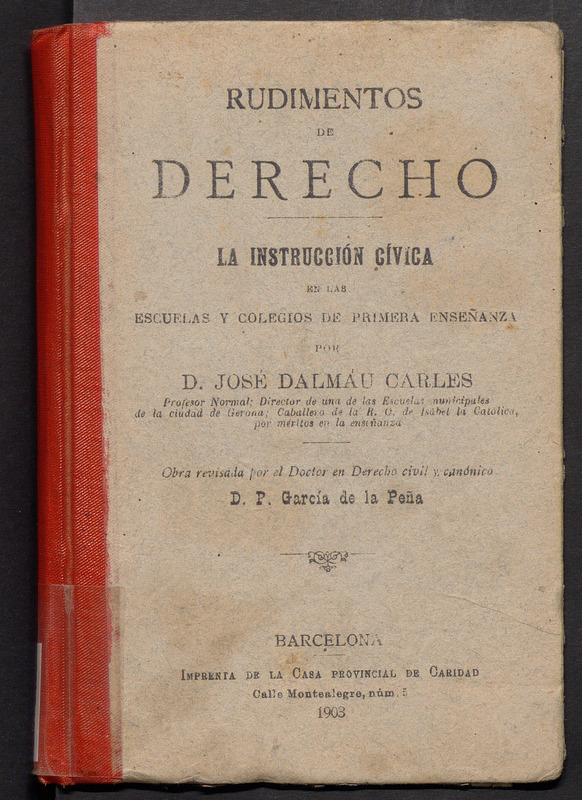 RUDIMENTOS
DE
DERECHO
LA INSTRUCCIÓN CÍVICA
EN LAS
ESCUELAS Y COLEGIOS DE PRIMERA ENSEÑANZA
POR
D. JOSÉ DALMÁU CARLES
Profesor Normal; Director de una de las Escuelas municipales
de la ciudad de Gerona; Caballero de la R. O. de Isabel la Católica,
por méritos en la enseñanza
Obra revisada por el Doctor en Derecho civil y canónico
D. P. García de la Peña
BARCELONA
IMPRENTA DE LA CASA PROVINCIAL DE CARIDAD
Calle Montealegre, núm. 5
1903